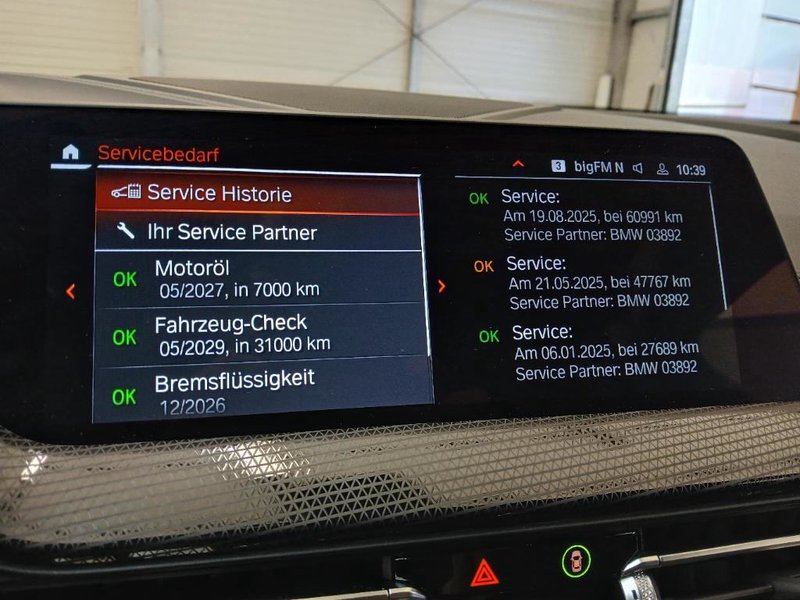 Servicebedarf
3 bigFM N 10:39
Service Historie
Ihr Service Partner
OK Motoröl
05/2027, in 7000 km
OK Fahrzeug-Check
05/2029, in 31000 km
OK Bremsflüssigkeit
12/2026
OK Service:
Am 19.08.2025, bei 60991 km
Service Partner: BMW 03892
OK Service:
Am 21.05.2025, bei 47767 km
Service Partner: BMW 03892
OK Service:
Am 06.01.2025, bei 27689 km
Service Partner: BMW 03892